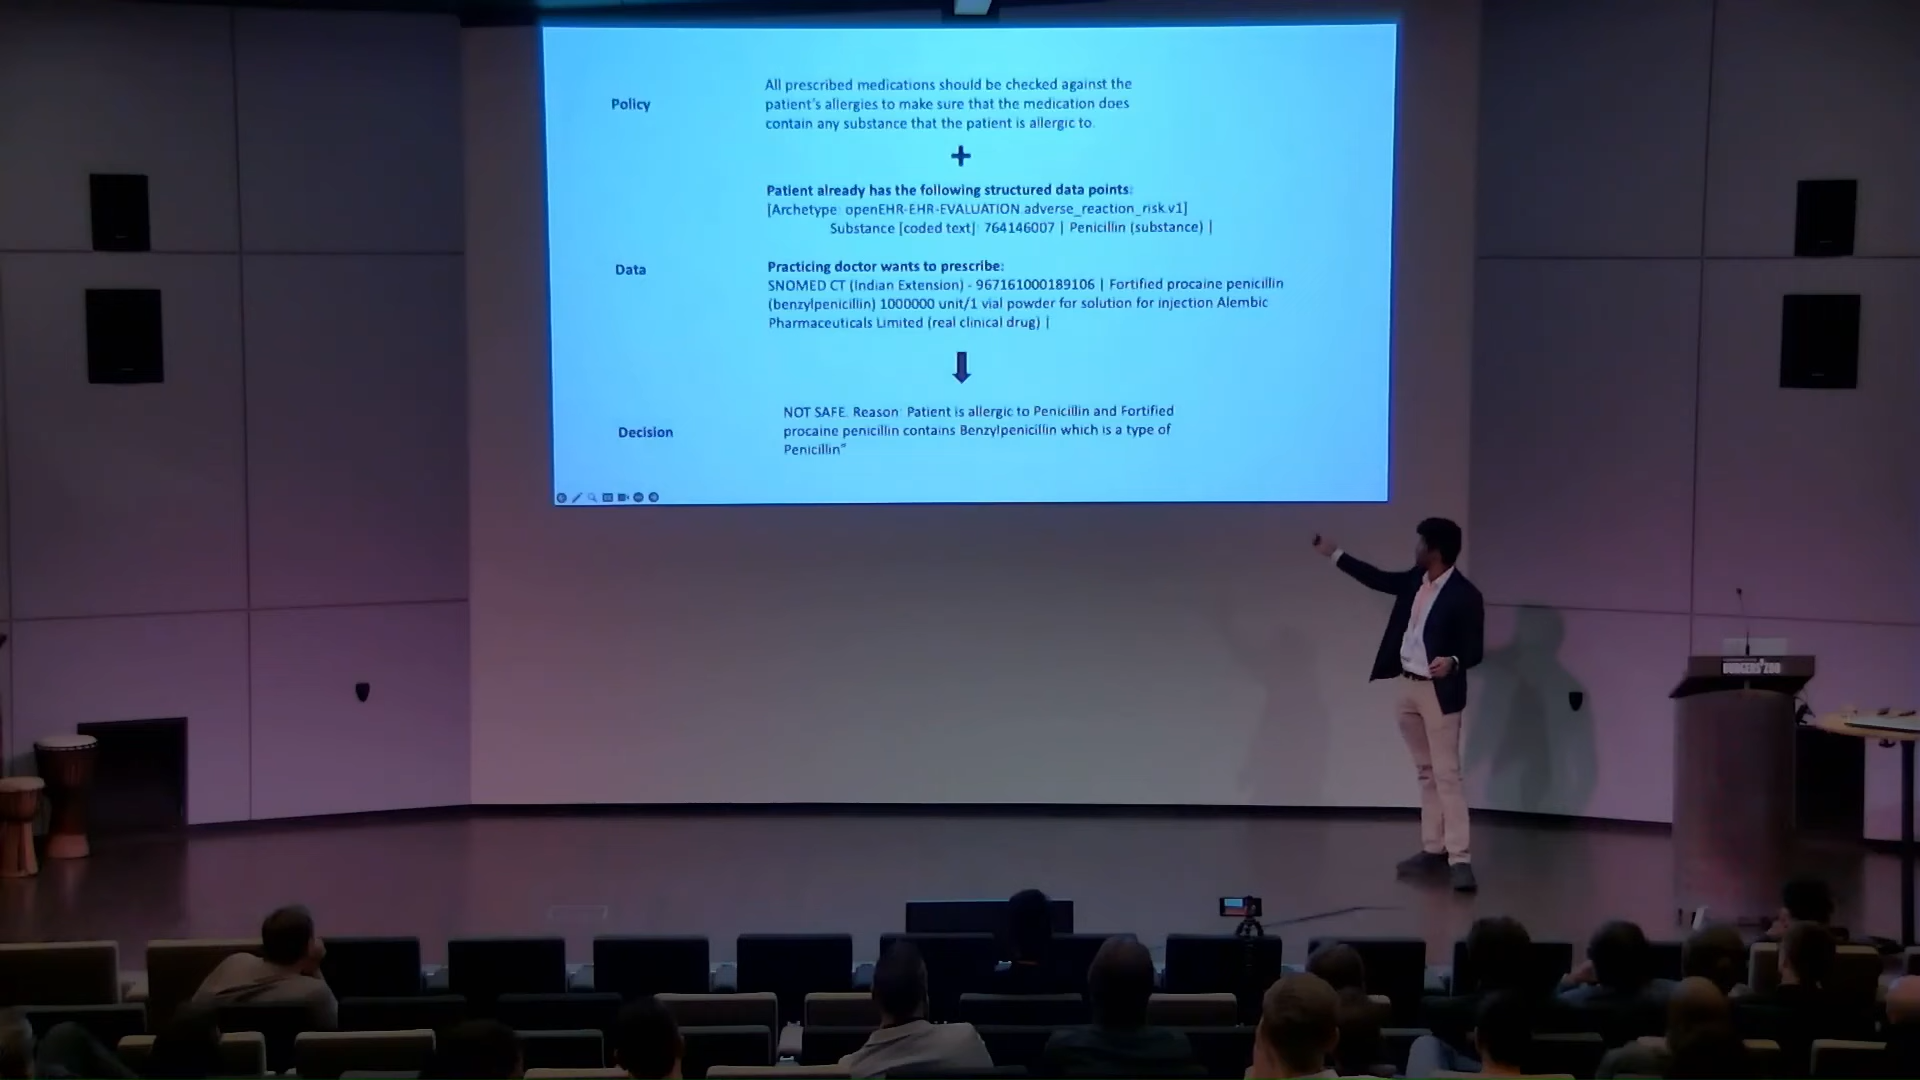 Policy
All prescribed medications should be checked against the
patient's allergies to make sure that the medication does
contain any substance that the patient is allergic to.
+
Patient already has the following structured data points:
[Archetype: openEHR-EHR-EVALUATION.adverse_reaction_risk.v1]
Substance [coded text]: 764146007 | Penicillin (substance) |
Data
Practicing doctor wants to prescribe:
SNOMED CT (Indian Extension) - 967161000189106 | Fortified procaine penicillin
(benzylpenicillin) 1000000 unit/1 vial powder for solution for injection Alembic
Pharmaceuticals Limited (real clinical drug) |
Decision
NOT SAFE. Reason: Patient is allergic to Penicillin and Fortified
procaine penicillin contains Benzylpenicillin which is a type of
Penicillin"
BURGERS' ZOO